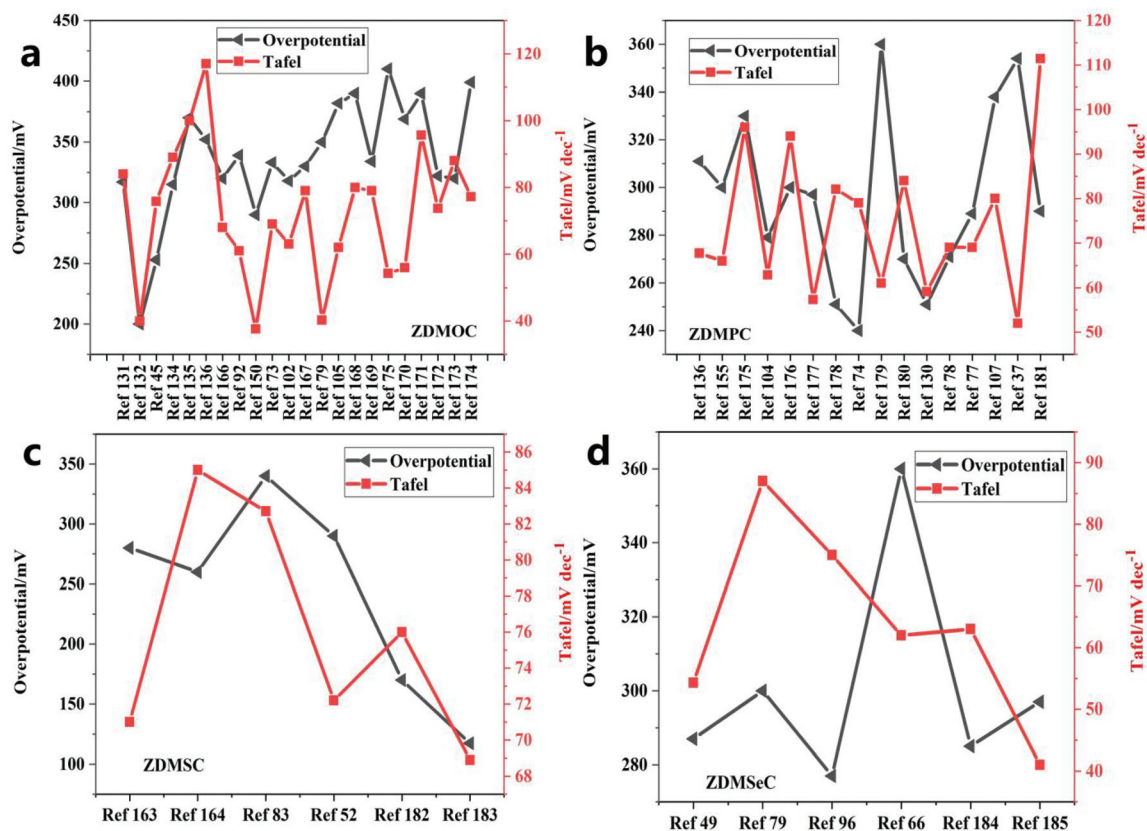 a
Overpotential
Tafel
450
400
350
300
250
200
Overpotential/mV
120
100
80
60
40
Tafel/mV dec⁻¹
ZDMOC
Ref 131
Ref 132
Ref 45
Ref 134
Ref 135
Ref 136
Ref 166
Ref 92
Ref 150
Ref 73
Ref 102
Ref 167
Ref 79
Ref 105
Ref 168
Ref 169
Ref 75
Ref 170
Ref 171
Ref 172
Ref 173
Ref 174
b
Overpotential
Tafel
360
340
320
300
280
260
240
Overpotential/mV
120
110
100
90
80
70
60
50
Tafel/mV dec⁻¹
ZDMPC
Ref 136
Ref 155
Ref 175
Ref 104
Ref 176
Ref 177
Ref 178
Ref 74
Ref 179
Ref 180
Ref 130
Ref 78
Ref 77
Ref 107
Ref 37
Ref 181
c
Overpotential
Tafel
350
300
250
200
150
100
Overpotential/mV
86
84
82
80
78
76
74
72
70
68
Tafel/mV dec⁻¹
ZDMSC
Ref 163
Ref 164
Ref 83
Ref 52
Ref 182
Ref 183
d
Overpotential
Tafel
360
340
320
300
280
Overpotential/mV
90
80
70
60
50
40
Tafel/mV dec⁻¹
ZDMSeC
Ref 49
Ref 79
Ref 96
Ref 66
Ref 184
Ref 185